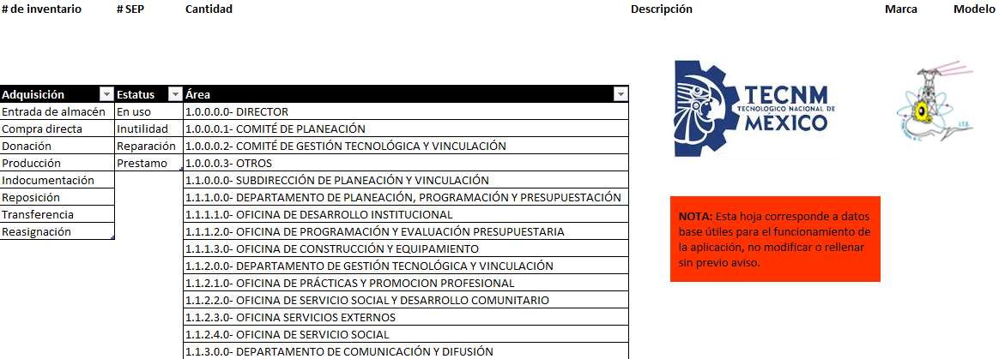 # de inventario # SEP Cantidad Descripción Marca Modelo
TECNM
TECNOLÓGICO NACIONAL DE
MÉXICO
Adquisición Estatus Área
Entrada de almacén En uso 1.0.0.0.0- DIRECTOR
Compra directa Inutilidad 1.0.0.0.1- COMITÉ DE PLANEACIÓN
Donación Reparación 1.0.0.0.2- COMITÉ DE GESTIÓN TECNOLÓGICA Y VINCULACIÓN
Producción Prestamo 1.0.0.0.3- OTROS
Indocumentación 1.1.0.0.0- SUBDIRECCIÓN DE PLANEACIÓN Y VINCULACIÓN
Reposición 1.1.1.0.0- DEPARTAMENTO DE PLANEACIÓN, PROGRAMACIÓN Y PRESUPUESTACIÓN
Transferencia 1.1.1.1.0- OFICINA DE DESARROLLO INSTITUCIONAL
Reasignación 1.1.1.2.0- OFICINA DE PROGRAMACIÓN Y EVALUACIÓN PRESUPUESTARIA
1.1.1.3.0- OFICINA DE CONSTRUCCIÓN Y EQUIPAMIENTO
1.1.2.0.0- DEPARTAMENTO DE GESTIÓN TECNOLÓGICA Y VINCULACIÓN
1.1.2.1.0- OFICINA DE PRÁCTICAS Y PROMOCION PROFESIONAL
1.1.2.2.0- OFICINA DE SERVICIO SOCIAL Y DESARROLLO COMUNITARIO
1.1.2.3.0- OFICINA SERVICIOS EXTERNOS
1.1.2.4.0- OFICINA DE SERVICIO SOCIAL
1.1.3.0.0- DEPARTAMENTO DE COMUNICACIÓN Y DIFUSIÓN
NOTA: Esta hoja corresponde a datos
base útiles para el funcionamiento de
la aplicación, no modificar o rellenar
sin previo aviso.